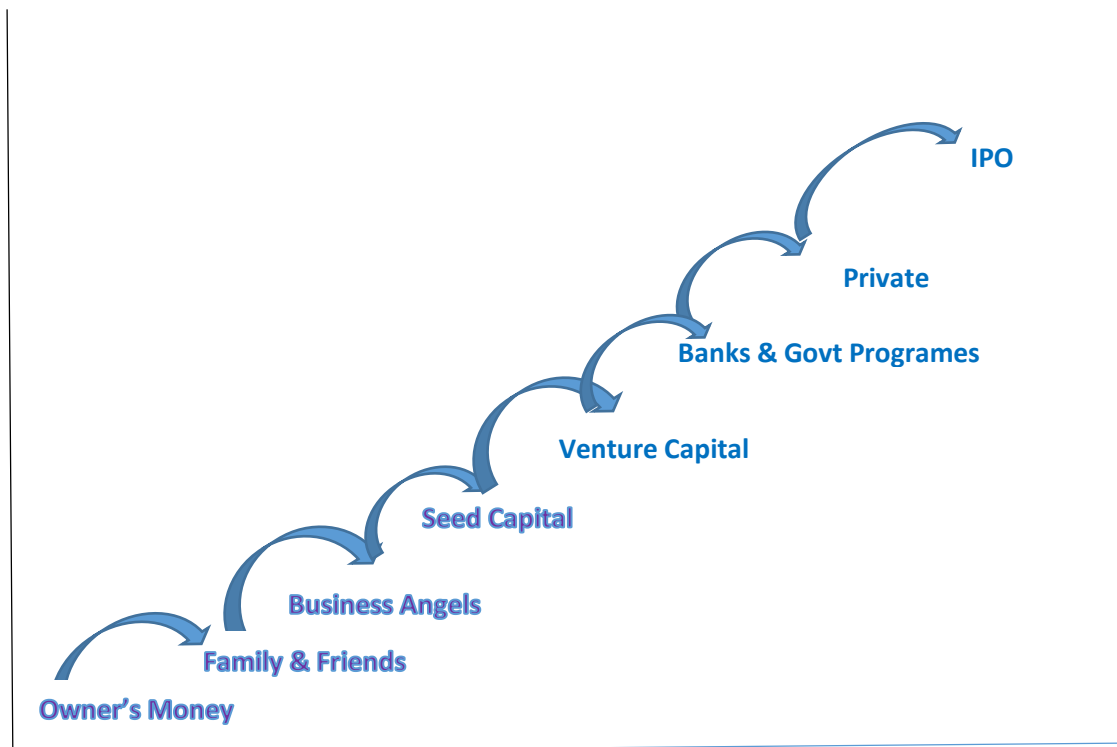 IPO
Private
Banks & Govt Programes
Venture Capital
Seed Capital
Business Angels
Family & Friends
Owner’s Money